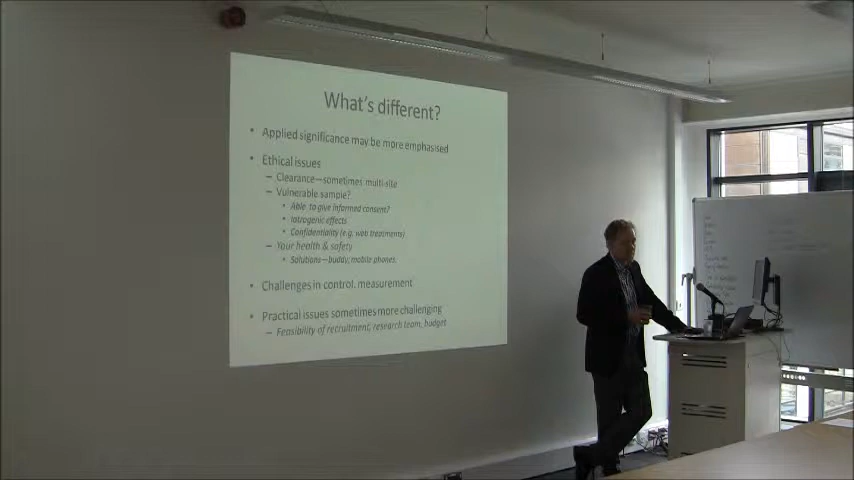 What's different?
• Applied significance may be more emphasised
• Ethical issues
– Clearance—sometimes multi-site
– Vulnerable sample?
• Able to give informed consent?
• Iatrogenic effects
• Confidentiality (e.g. web treatments)
– Your health & safety
• Solutions—buddy, mobile phones.
• Challenges in control, measurement
• Practical issues sometimes more challenging
– Feasibility of recruitment, research team, budget